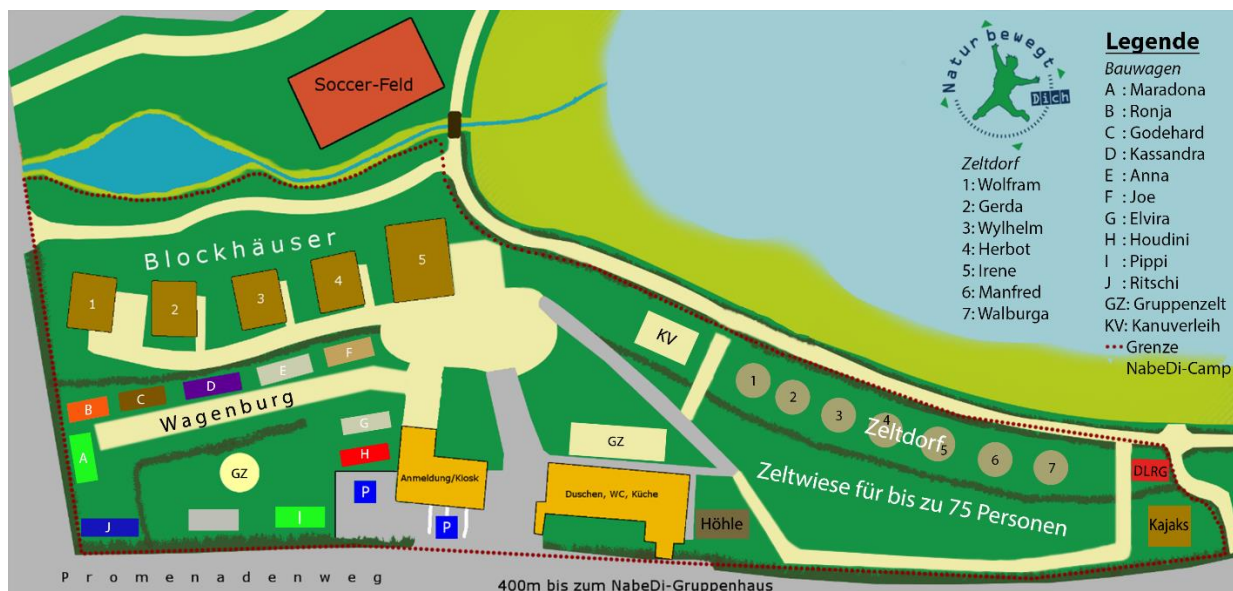 Soccer-Feld
Natur bewegt
Dich
Legende
Bauwagen
A : Maradona
B : Ronja
C : Godehard
D : Kassandra
E : Anna
F : Joe
G : Elvira
H : Houdini
I : Pippi
J : Ritschi
GZ: Gruppenzelt
KV: Kanuverleih
Grenze
NabeDi-Camp
Zeltdorf
1: Wolfram
2: Gerda
3: Wylhelm
4: Herbot
5: Irene
6: Manfred
7: Walburga
Blockhäuser
1
2
3
4
5
KV
1
2
3
4
5
6
7
Zeltdorf
Zeltwiese für bis zu 75 Personen
F
E
D
C
B
A
Wagenburg
G
H
GZ
GZ
Anmeldung/Kiosk
P
P
Duschen, WC, Küche
Höhle
DLRG
Kajaks
J
I
Promenadenweg
400m bis zum NabeDi-Gruppenhaus